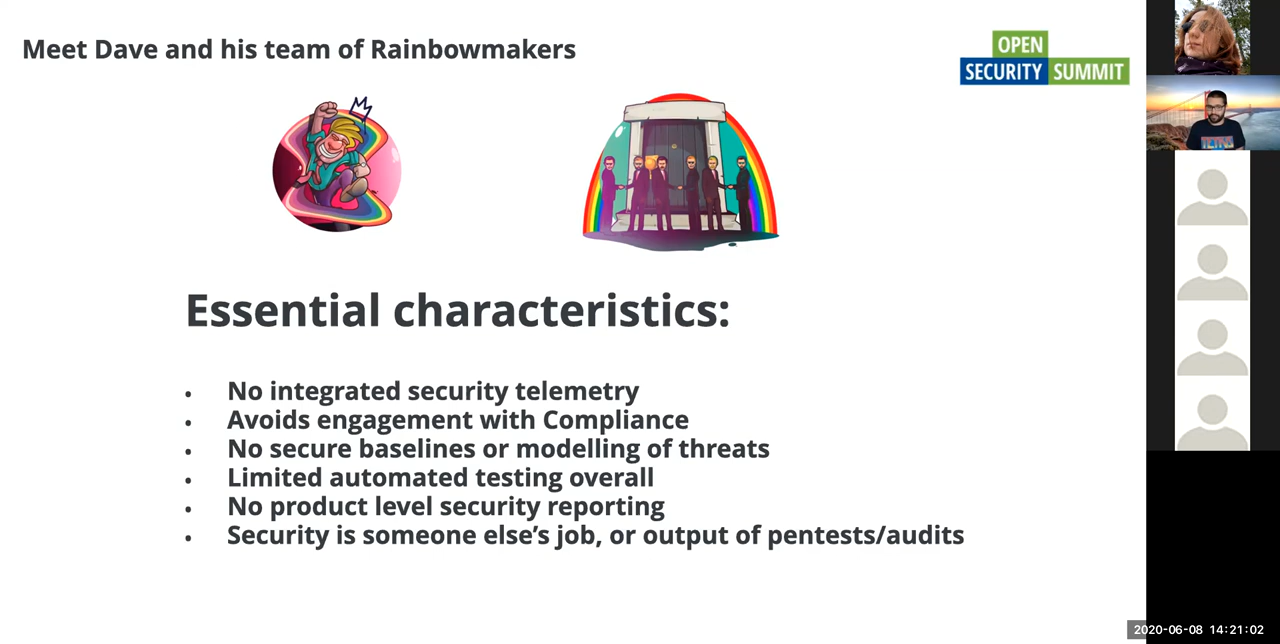 Meet Dave and his team of Rainbowmakers
OPEN
SECURITY SUMMIT
Essential characteristics:
• No integrated security telemetry
• Avoids engagement with Compliance
• No secure baselines or modelling of threats
• Limited automated testing overall
• No product level security reporting
• Security is someone else’s job, or output of pentests/audits
2020-06-08 14:21:02